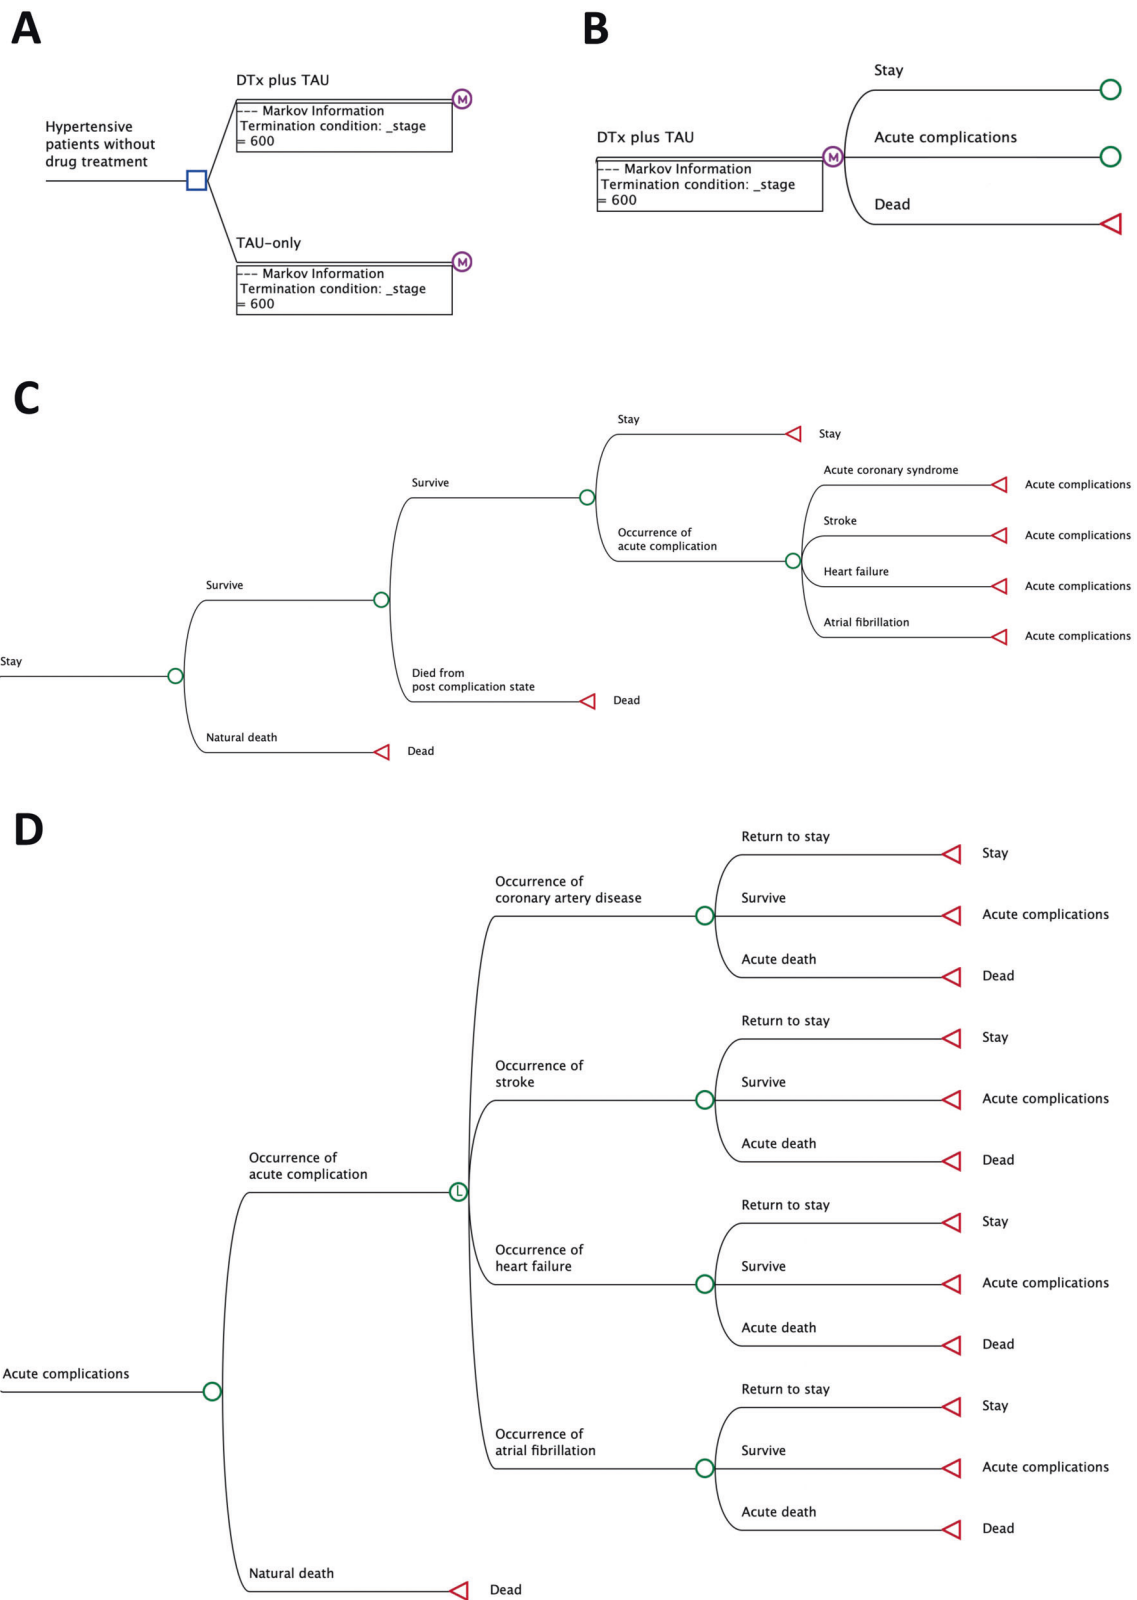 A
DTx plus TAU
--- Markov Information
Termination condition: _stage
= 600
Hypertensive
patients without
drug treatment
TAU-only
--- Markov Information
Termination condition: _stage
= 600
B
Stay
DTx plus TAU
--- Markov Information
Termination condition: _stage
= 600
Acute complications
Dead
C
Stay
Stay
Survive
Acute coronary syndrome
Acute complications
Stroke
Acute complications
Occurrence of
acute complication
Heart failure
Acute complications
Survive
Atrial fibrillation
Acute complications
Stay
Died from
post complication state
Dead
Natural death
Dead
D
Return to stay
Stay
Occurrence of
coronary artery disease
Survive
Acute complications
Acute death
Dead
Return to stay
Stay
Occurrence of
stroke
Survive
Acute complications
Acute death
Dead
Occurrence of
acute complication
L
Return to stay
Stay
Occurrence of
heart failure
Survive
Acute complications
Acute death
Dead
Acute complications
Return to stay
Stay
Occurrence of
atrial fibrillation
Survive
Acute complications
Acute death
Dead
Natural death
Dead
M
M
M